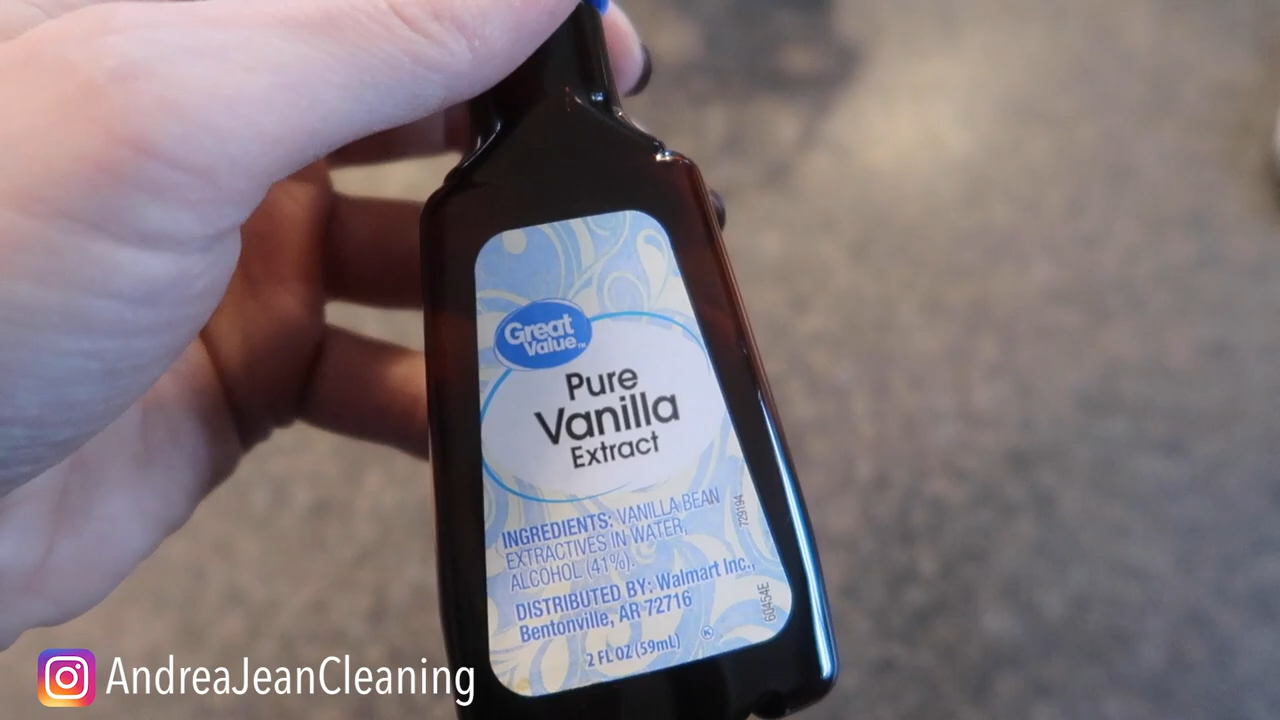 Great
Value™
Pure
Vanilla
Extract
INGREDIENTS: VANILLA BEAN
EXTRACTIVES IN WATER,
ALCOHOL (41%).
DISTRIBUTED BY: Walmart Inc.,
Bentonville, AR 72716
2 FL OZ (59mL)
K
729194
60454E
AndreaJeanCleaning